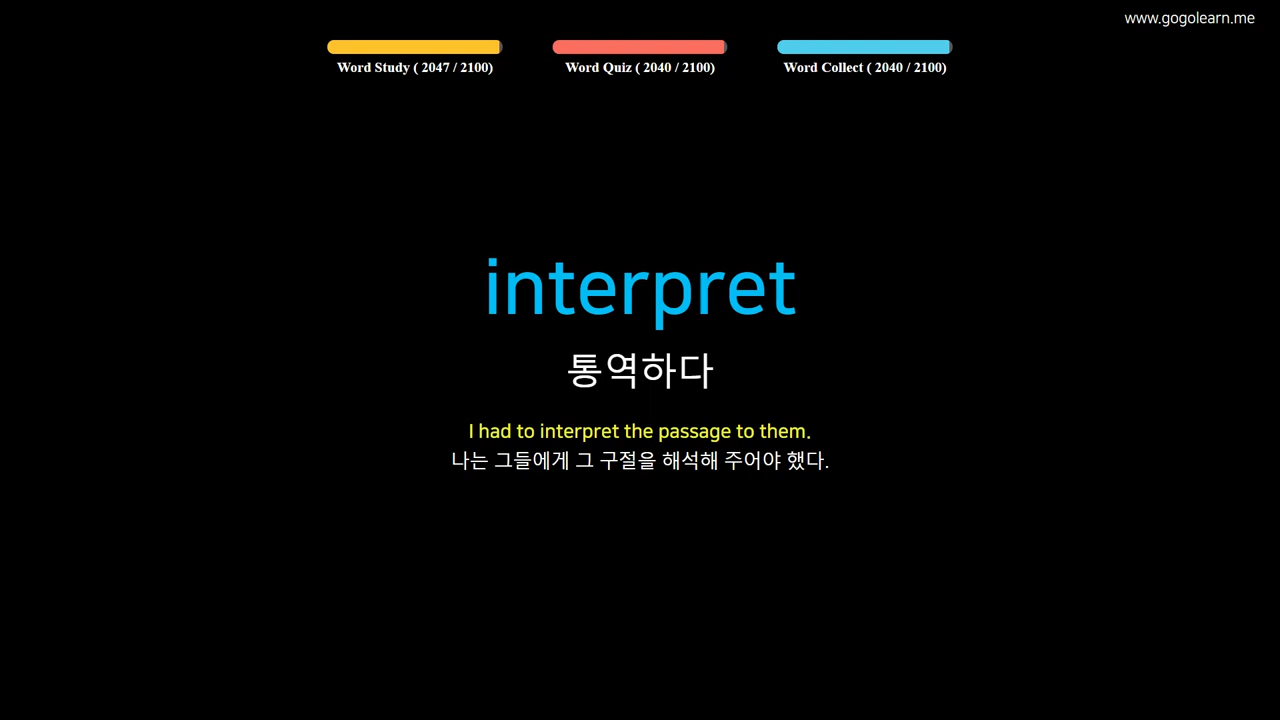 www.gogolearn.me
Word Study ( 2047 / 2100)
Word Quiz ( 2040 / 2100)
Word Collect ( 2040 / 2100)
interpret
통역하다
I had to interpret the passage to them.
나는 그들에게 그 구절을 해석해 주어야 했다.